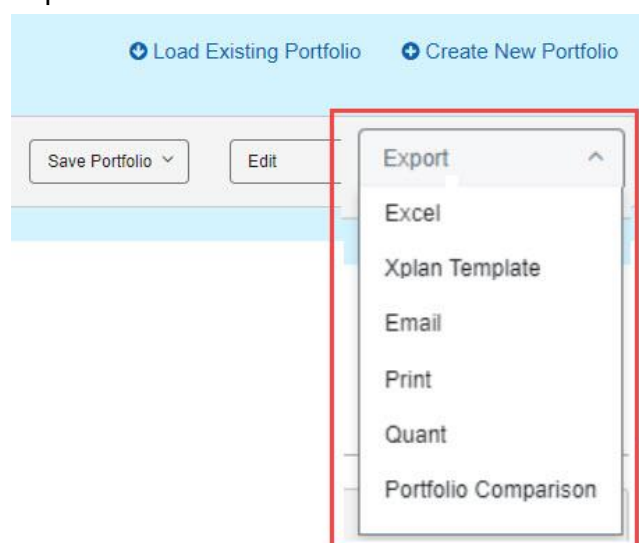 Load Existing Portfolio Create New Portfolio
Save Portfolio Edit Export
Excel
Xplan Template
Email
Print
Quant
Portfolio Comparison